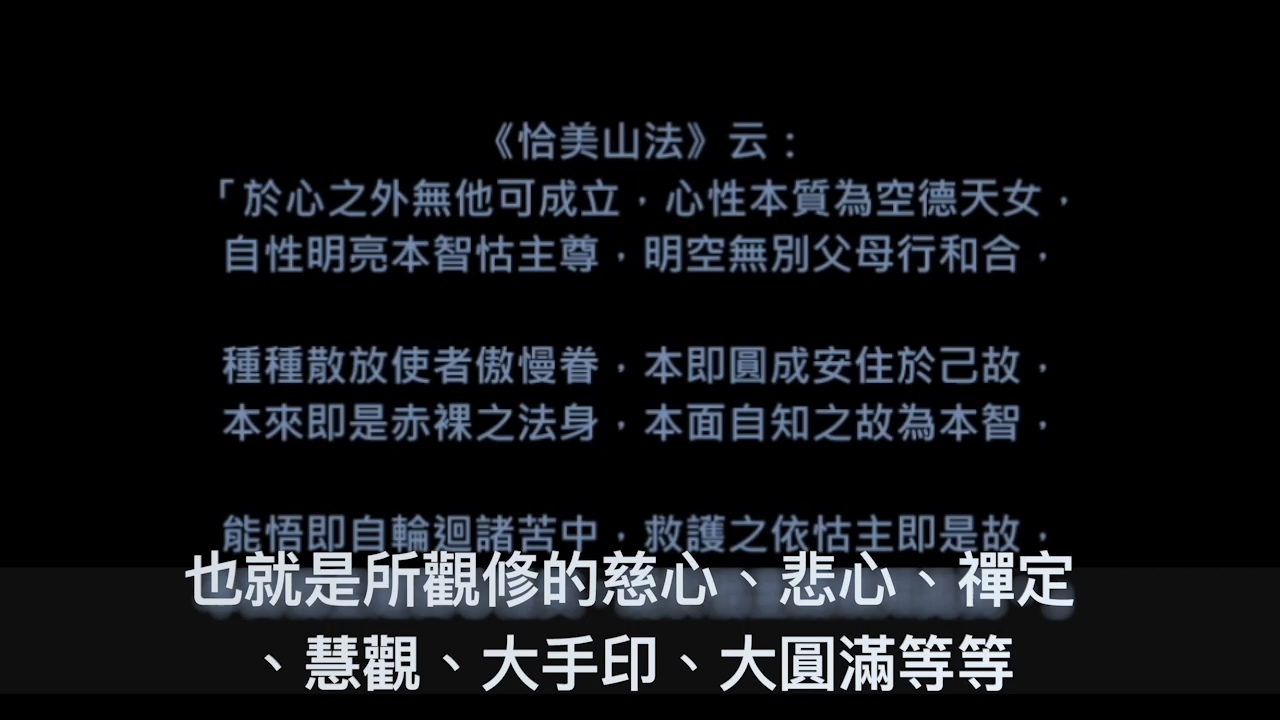 《恰美山法》云：
「於心之外無他可成立，心性本質為空德天女，
自性明亮本智怙主尊，明空無別父母行和合，
種種散放使者傲慢眷，本即圓成安住於己故，
本來即是赤裸之法身，本面自知之故為本智，
能悟即自輪迴諸苦中，救護之依怙主即是故，
也就是所觀修的慈心、悲心、禪定
、慧觀、大手印、大圓滿等等